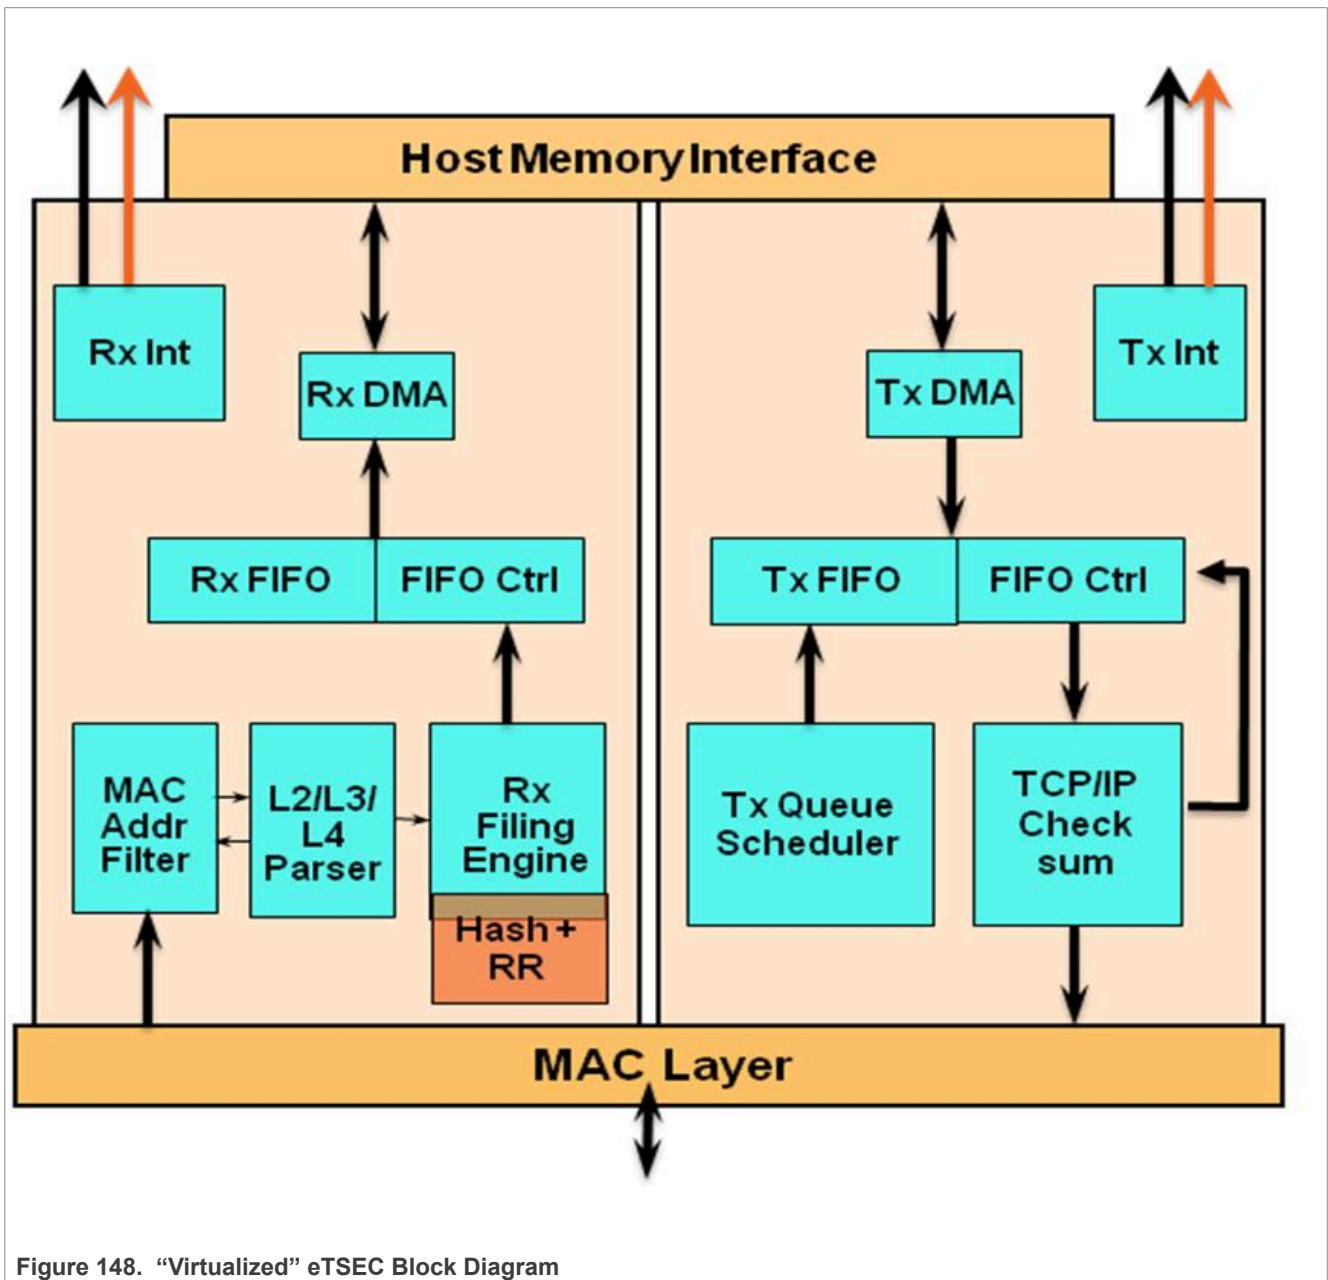 Host Memory Interface
Rx Int
Rx DMA
Tx DMA
Tx Int
Rx FIFO
FIFO Ctrl
Tx FIFO
FIFO Ctrl
MAC
Addr
Filter
L2/L3/
L4
Parser
Rx
Filing
Engine
Hash +
RR
Tx Queue
Scheduler
TCP/IP
Check
sum
MAC Layer
Figure 148. “Virtualized” eTSEC Block Diagram